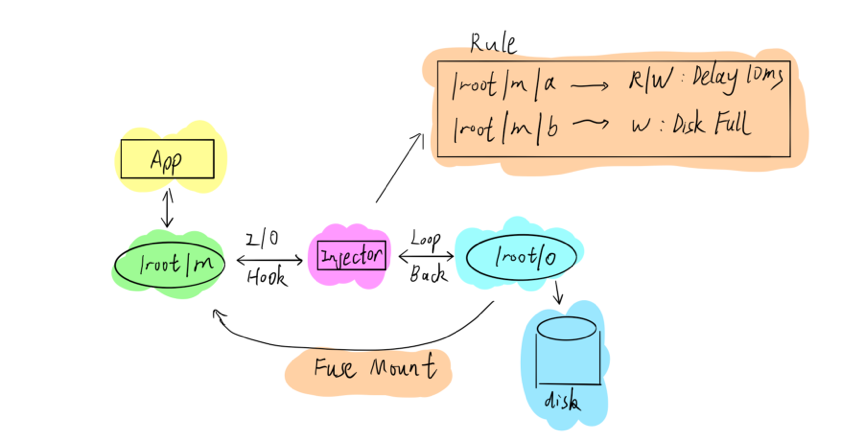 Rule
/root/m/a → R/W : Delay 10ms
/root/m/b → W : Disk Full
App
/root/m
I/O
Hook
Injector
Loop
Back
/root/o
Fuse Mount
disk